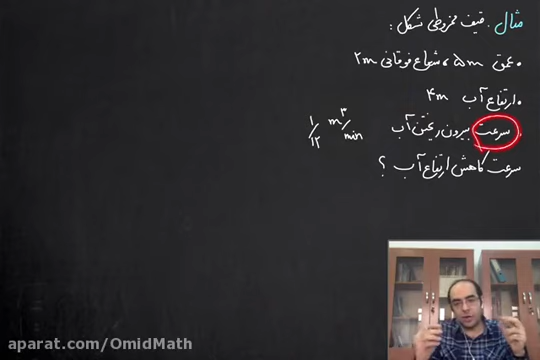 مثال. قیف مخروطی شکل:
• عمق ۵m، شعاع فوقانی ۲m
• ارتفاع آب ۴m
• سرعت بیرون ریختن آب ۱/۱۲ m³/min
سرعت کاهش ارتفاع آب ؟
aparat.com/OmidMath